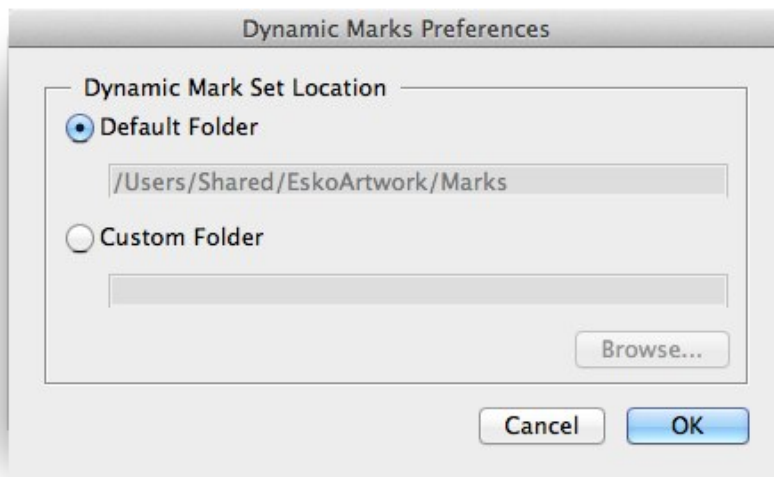 Dynamic Marks Preferences
Dynamic Mark Set Location
Default Folder
/Users/Shared/EskoArtwork/Marks
Custom Folder
Browse...
Cancel
OK